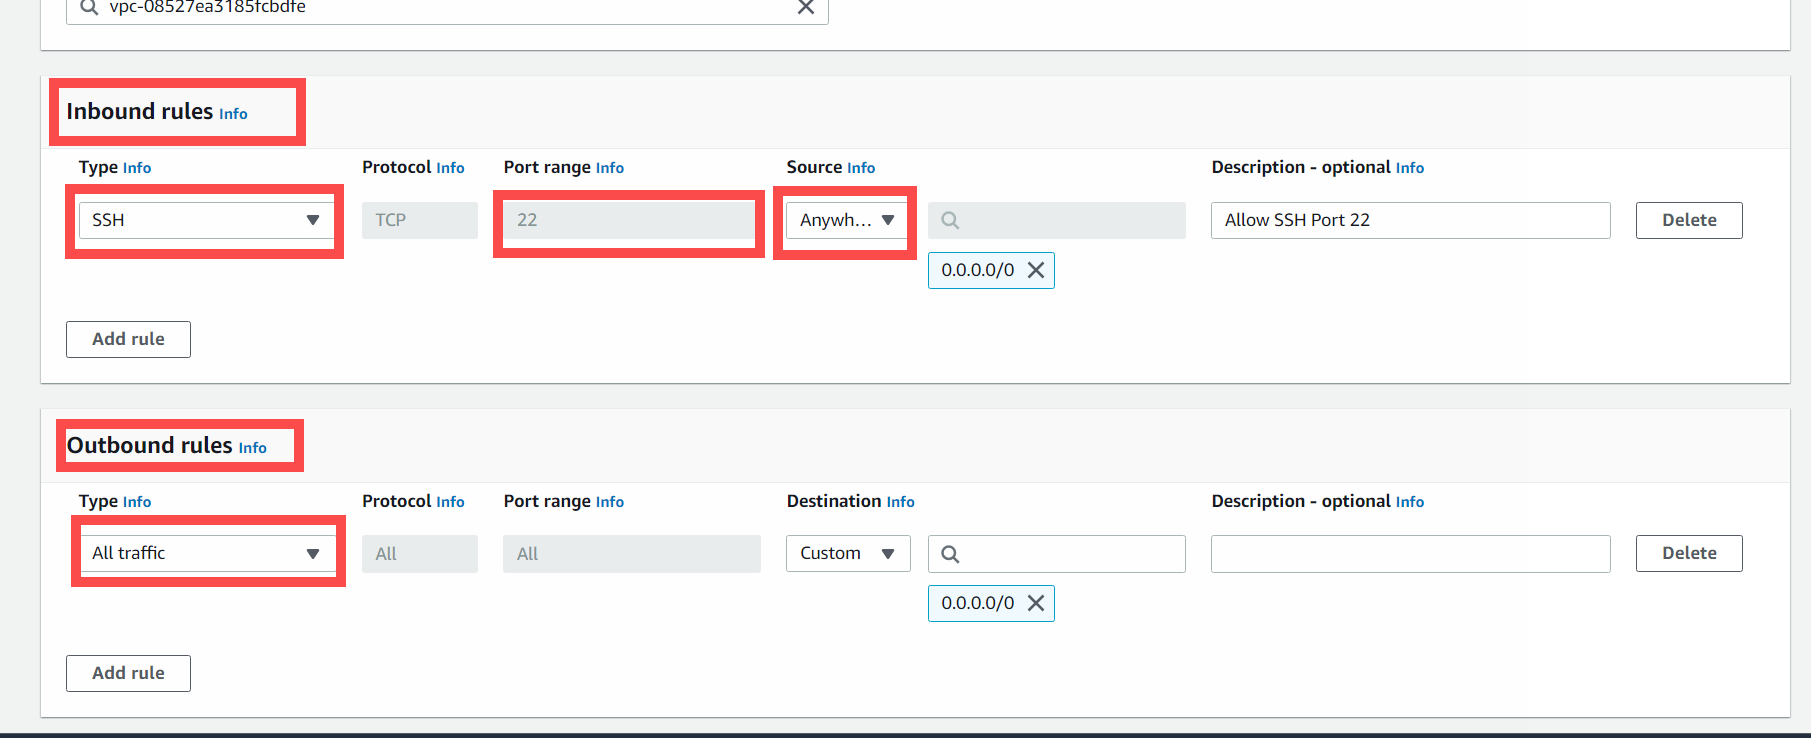 vpc-08527ea3185fcbdfe
Inbound rules Info
Type Info Protocol Info Port range Info Source Info Description - optional Info
SSH TCP 22 Anywh... Allow SSH Port 22 Delete
0.0.0.0/0
Add rule
Outbound rules Info
Type Info Protocol Info Port range Info Destination Info Description - optional Info
All traffic All All Custom Delete
0.0.0.0/0
Add rule